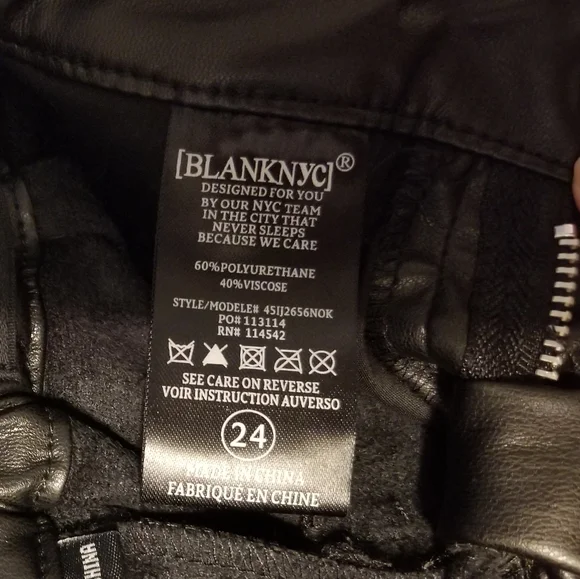 [BLANKNYC]®
DESIGNED FOR YOU
BY OUR NYC TEAM
IN THE CITY THAT
NEVER SLEEPS
BECAUSE WE CARE
60%POLYURETHANE
40%VISCOSE
STYLE/MODELE# 45IJ2656NOK
PO# 113114
RN# 114542
SEE CARE ON REVERSE
VOIR INSTRUCTION AUVERSO
24
MADE IN CHINA
FABRIQUÉ EN CHINE
CHINA